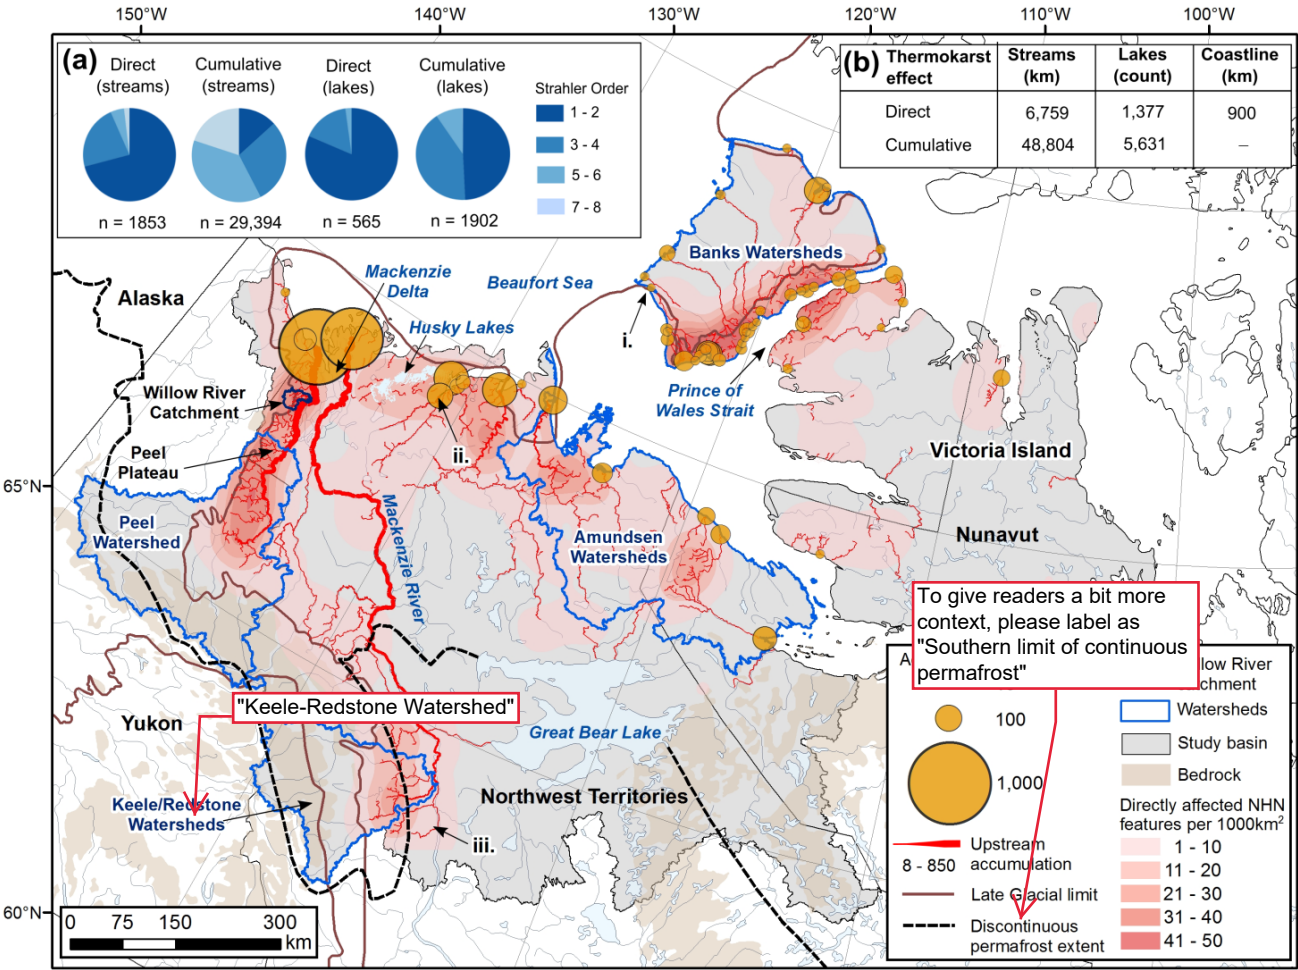 150°W
140°W
130°W
120°W
110°W
100°W
(a)
Direct
(streams)
Cumulative
(streams)
Direct
(lakes)
Cumulative
(lakes)
n = 1853
n = 29,394
n = 565
n = 1902
Strahler Order
1 - 2
3 - 4
5 - 6
7 - 8
(b) Thermokarst effect Streams (km) Lakes (count) Coastline (km)
Direct 6,759 1,377 900
Cumulative 48,804 5,631 –
Alaska
Mackenzie
Delta
Beaufort Sea
Husky Lakes
Banks Watersheds
i.
Willow River
Catchment
Prince of
Wales Strait
Peel
Plateau
ii.
Victoria Island
65°N
Peel
Watershed
Mackenzie River
Amundsen
Watersheds
Nunavut
To give readers a bit more
context, please label as
"Southern limit of continuous
permafrost"
"Keele-Redstone Watershed"
Yukon
Great Bear Lake
Keele/Redstone
Watersheds
Northwest Territories
iii.
60°N
0 75 150 300
km
A
100
1,000
8 - 850
Upstream
accumulation
Late Glacial limit
Discontinuous
permafrost extent
low River
chment
Watersheds
Study basin
Bedrock
Directly affected NHN
features per 1000km²
1 - 10
11 - 20
21 - 30
31 - 40
41 - 50